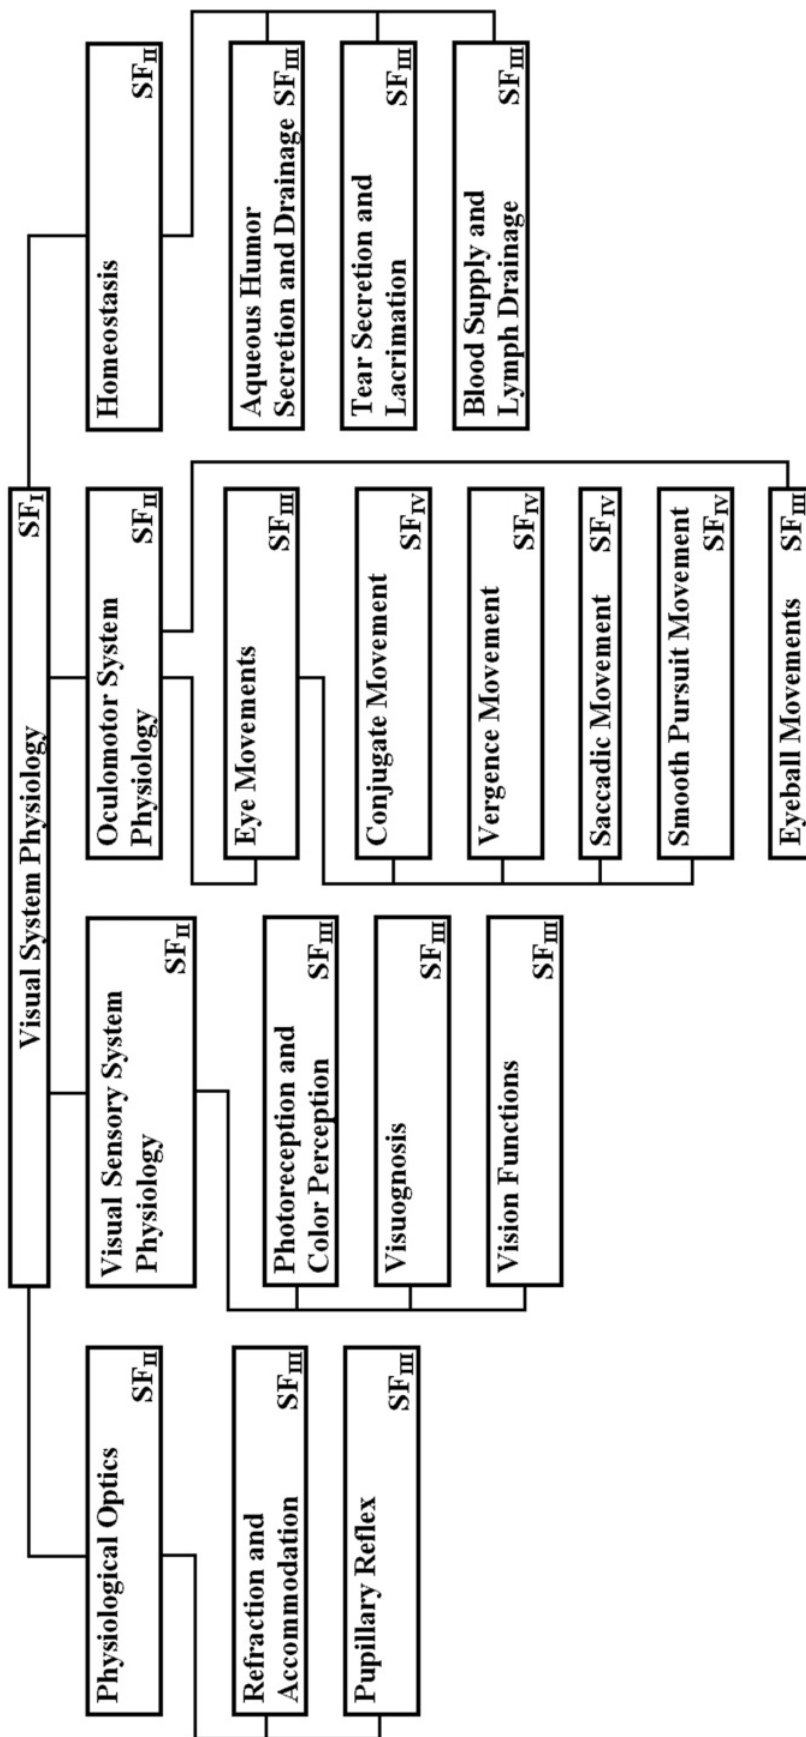 Visual System Physiology SF_I
Physiological Optics
SF_II
Refraction and
Accommodation SF_III
Pupillary Reflex
SF_III
Visual Sensory System
Physiology
SF_II
Photoreception and
Color Perception SF_III
Visuognosis
SF_III
Vision Functions
SF_III
Oculomotor System
Physiology SF_II
Eye Movements
SF_III
Conjugate Movement
SF_IV
Vergence Movement
SF_IV
Saccadic Movement SF_IV
Smooth Pursuit Movement
SF_IV
Eyeball Movements SF_III
Homeostasis
SF_II
Aqueous Humor
Secretion and Drainage SF_III
Tear Secretion and
Lacrimation SF_III
Blood Supply and
Lymph Drainage SF_III